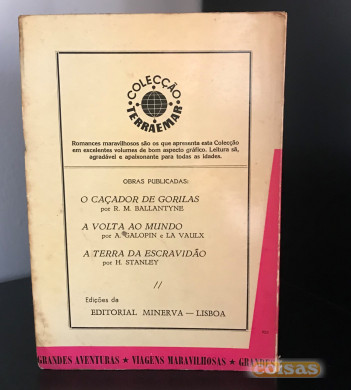 COLECÇÃO
TERRAEMAR
Romances maravilhosos são os que apresenta esta Colecção
em excelentes volumes de bom aspecto gráfico. Leitura sã,
agradável e apaixonante para todas as idades.
OBRAS PUBLICADAS:
O CAÇADOR DE GORILAS
por R. M. BALLANTYNE
A VOLTA AO MUNDO
por A. GALOPIN e LA VAULX
A TERRA DA ESCRAVIDÃO
por H. STANLEY
//
Edições da
EDITORIAL MINERVA — LISBOA
GRANDES AVENTURAS ★ VIAGENS MARAVILHOSAS ★ GRANDES
coisas